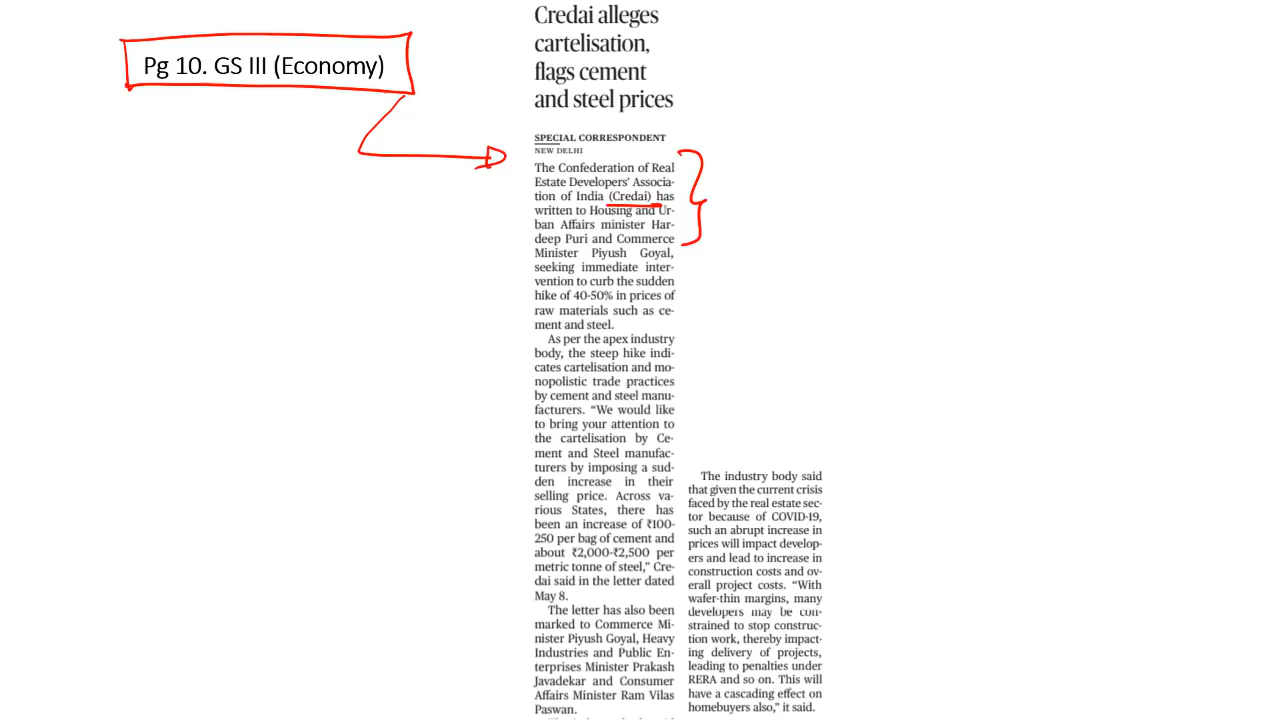 Pg 10. GS III (Economy)
Credai alleges
cartelisation,
flags cement
and steel prices
SPECIAL CORRESPONDENT
NEW DELHI
The Confederation of Real
Estate Developers' Associa-
tion of India (Credai) has
written to Housing and Ur-
ban Affairs minister Har-
deep Puri and Commerce
Minister Piyush Goyal,
seeking immediate inter-
vention to curb the sudden
hike of 40-50% in prices of
raw materials such as ce-
ment and steel.
As per the apex industry
body, the steep hike indi-
cates cartelisation and mo-
nopolistic trade practices
by cement and steel manu-
facturers. “We would like
to bring your attention to
the cartelisation by Ce-
ment and Steel manufac-
turers by imposing a sud-
den increase in their
selling price. Across va-
rious States, there has
been an increase of ₹100-
250 per bag of cement and
about ₹2,000-₹2,500 per
metric tonne of steel,” Cre-
dai said in the letter dated
May 8.
The letter has also been
marked to Commerce Mi-
nister Piyush Goyal, Heavy
Industries and Public En-
terprises Minister Prakash
Javadekar and Consumer
Affairs Minister Ram Vilas
Paswan.
The industry body said
that given the current crisis
faced by the real estate sec-
tor because of COVID-19,
such an abrupt increase in
prices will impact develop-
ers and lead to increase in
construction costs and ov-
erall project costs. “With
wafer-thin margins, many
developers may be con-
strained to stop construc-
tion work, thereby impact-
ing delivery of projects,
leading to penalties under
RERA and so on. This will
have a cascading effect on
homebuyers also,” it said.